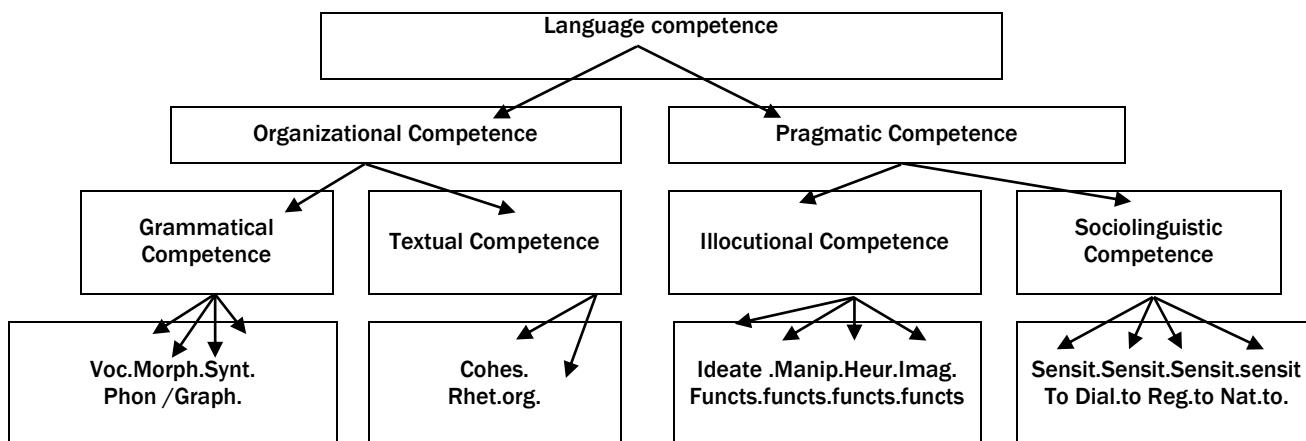 Language competence
Organizational Competence
Pragmatic Competence
Grammatical
Competence
Textual Competence
Illocutional Competence
Sociolinguistic
Competence
Voc.Morph.Synt.
Phon /Graph.
Cohes.
Rhet.org.
Ideate .Manip.Heur.Imag.
Functs.functs.functs.functs
Sensit.Sensit.Sensit.sensit
To Dial.to Reg.to Nat.to.